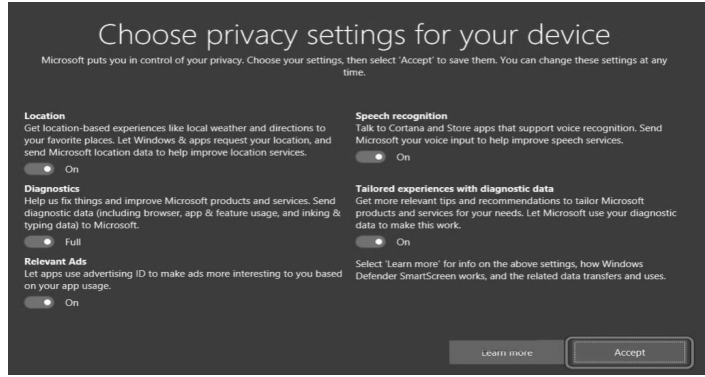 Choose privacy settings for your device
Microsoft puts you in control of your privacy. Choose your settings, then select 'Accept' to save them. You can change these settings at any
time.
Location
Get location-based experiences like local weather and directions to
your favorite places. Let Windows & apps request your location, and
send Microsoft location data to help improve location services.
On
Diagnostics
Help us fix things and improve Microsoft products and services. Send
diagnostic data (including browser, app & feature usage, and inking &
typing data) to Microsoft.
Full
Relevant Ads
Let apps use advertising ID to make ads more interesting to you based
on your app usage.
On
Speech recognition
Talk to Cortana and Store apps that support voice recognition. Send
Microsoft your voice input to help improve speech services.
On
Tailored experiences with diagnostic data
Get more relevant tips and recommendations to tailor Microsoft
products and services for your needs. Let Microsoft use your diagnostic
data to make this work.
On
Select 'Learn more' for info on the above settings, how Windows
Defender SmartScreen works, and the related data transfers and uses.
Learn more
Accept